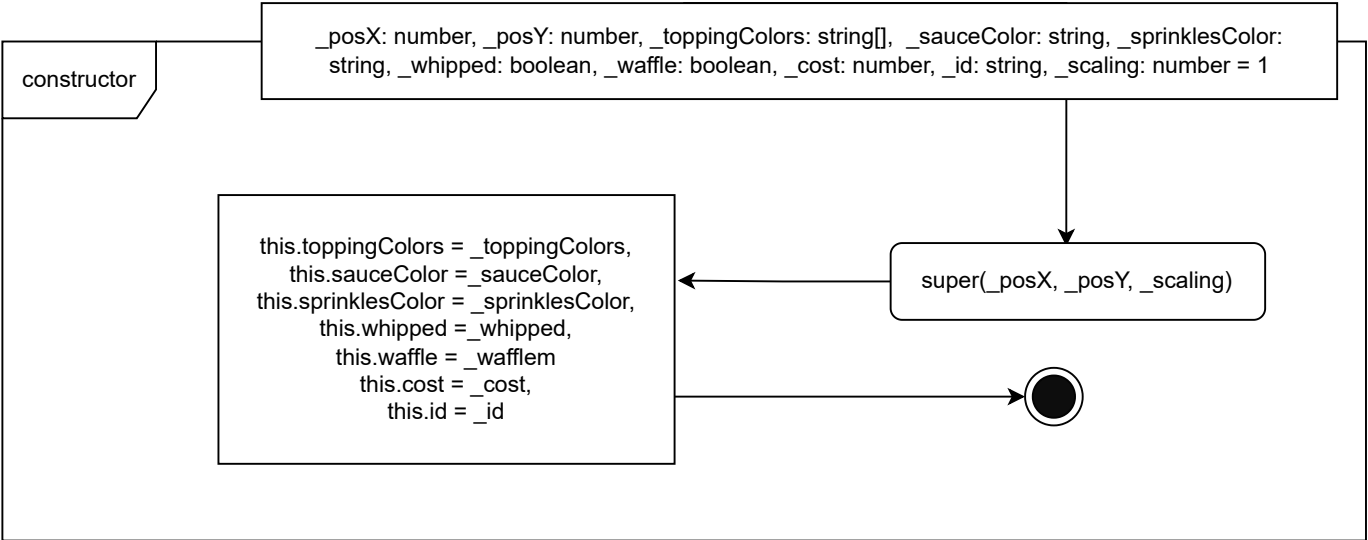 _posX: number, _posY: number, _toppingColors: string[], _sauceColor: string, _sprinklesColor:
string, _whipped: boolean, _waffle: boolean, _cost: number, _id: string, _scaling: number = 1
constructor
this.toppingColors = _toppingColors,
this.sauceColor =_sauceColor,
this.sprinklesColor = _sprinklesColor,
this.whipped =_whipped,
this.waffle = _wafflem
this.cost = _cost,
this.id = _id
super(_posX, _posY, _scaling)